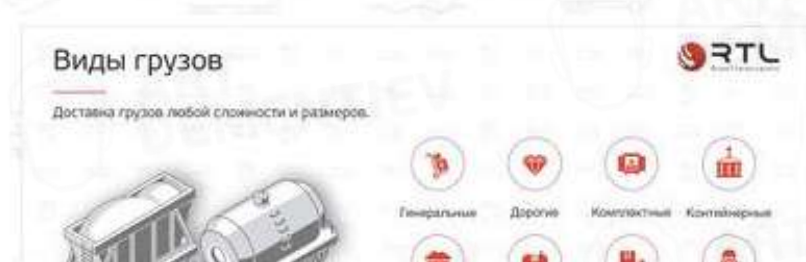 Виды грузов
RTL
Доставка грузов любой сложности и размеров.
Генеральные Дорогие Комплектные Контейнерные